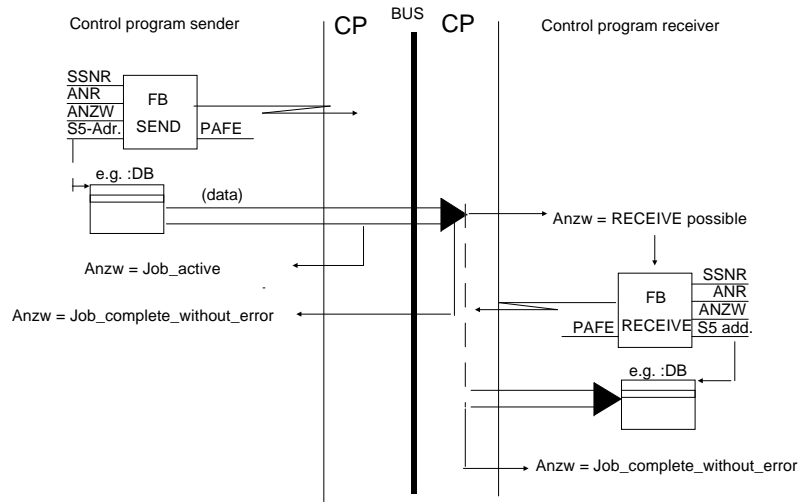 Control program sender
CP
BUS
CP
Control program receiver
SSNR
ANR
ANZW
S5-Adr.
FB
SEND
PAFE
e.g. :DB
(data)
Anzw = RECEIVE possible
Anzw = Job_active
Anzw = Job_complete_without_error
FB
RECEIVE
SSNR
ANR
ANZW
S5 add.
PAFE
e.g. :DB
Anzw = Job_complete_without_error